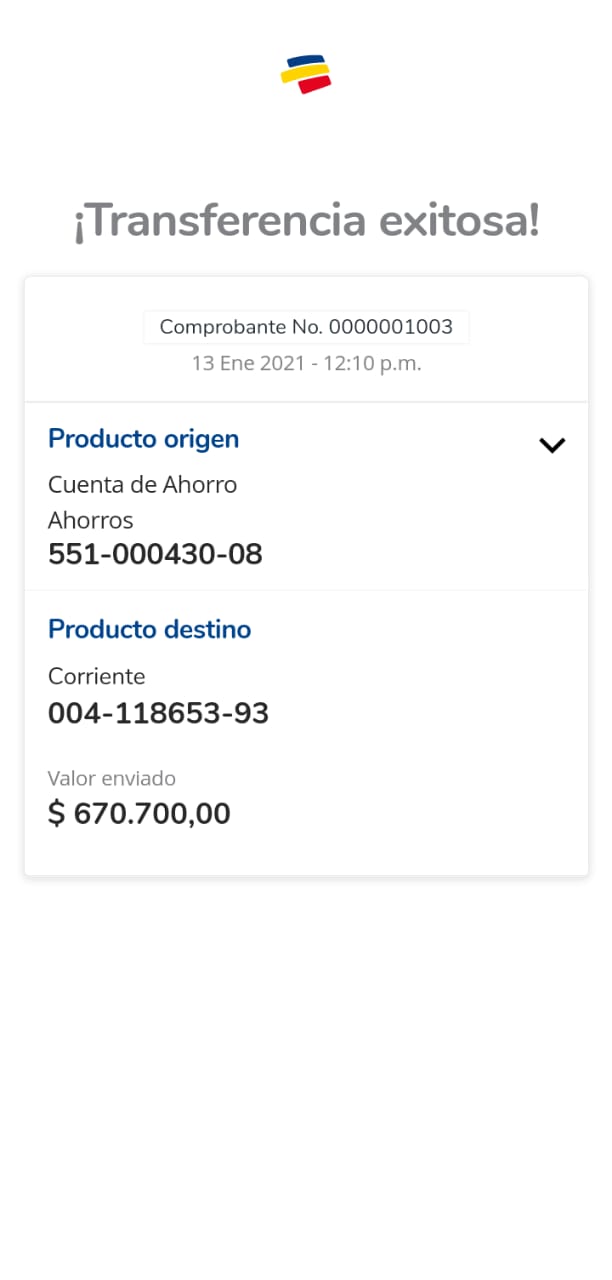 ¡Transferencia exitosa!
Comprobante No. 0000001003
13 Ene 2021 - 12:10 p.m.
Producto origen
Cuenta de Ahorro
Ahorros
551-000430-08
Producto destino
Corriente
004-118653-93
Valor enviado
$ 670.700,00